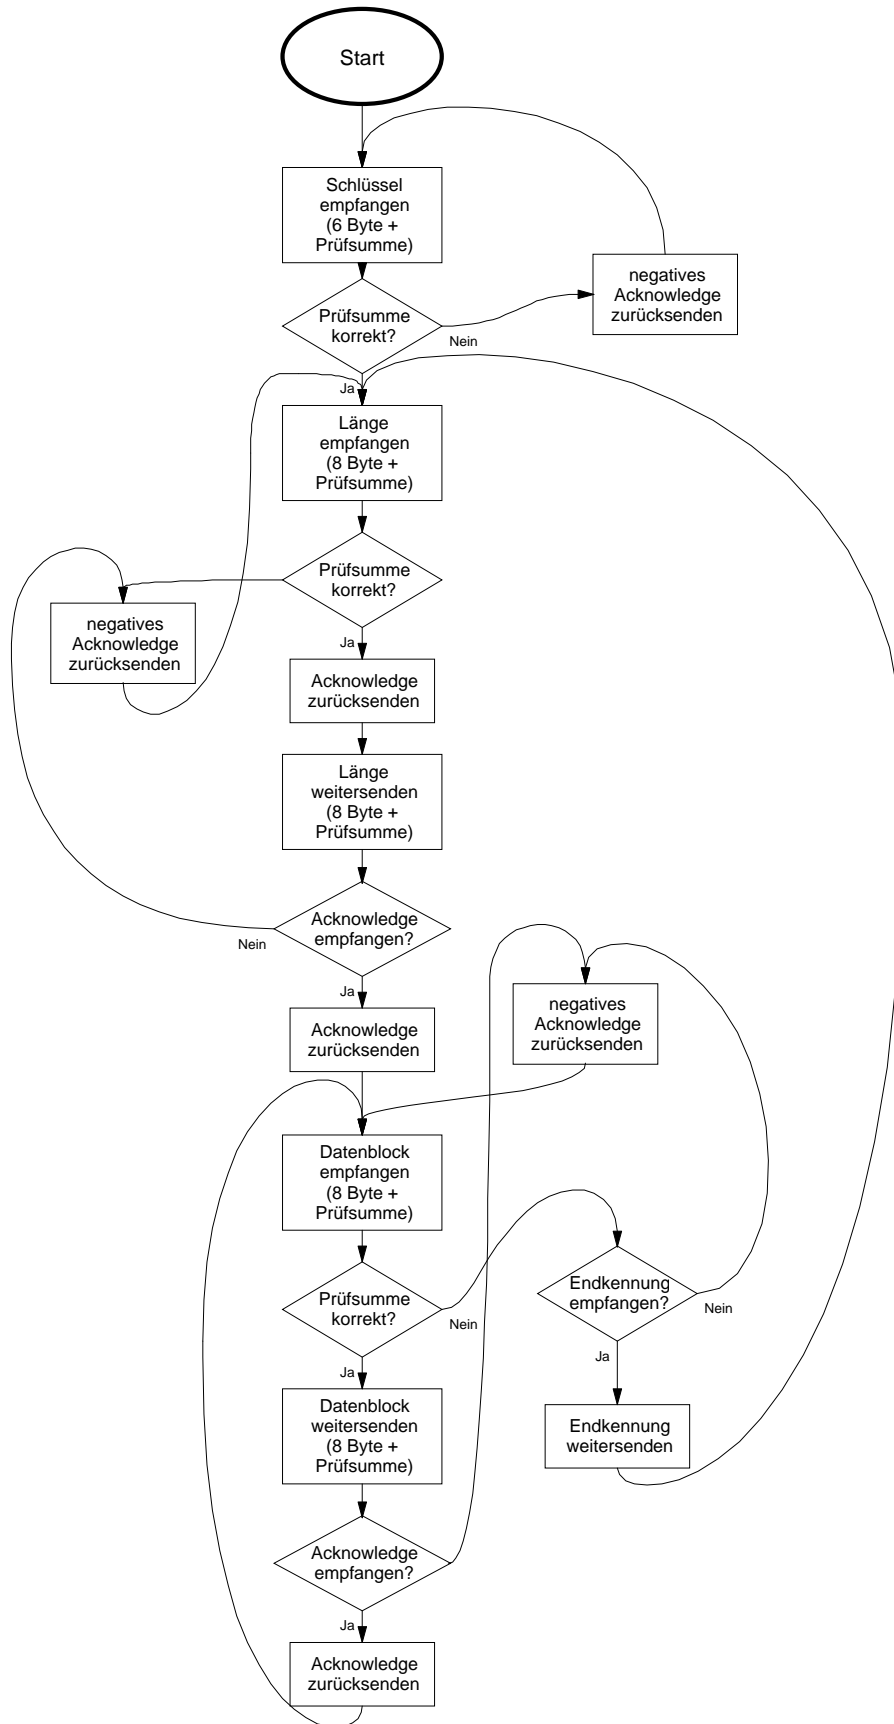 Start
Schlüssel
empfangen
(6 Byte +
Prüfsumme)
negatives
Acknowledge
zurücksenden
Prüfsumme
korrekt?
Nein
Ja
Länge
empfangen
(8 Byte +
Prüfsumme)
Prüfsumme
korrekt?
negatives
Acknowledge
zurücksenden
Ja
Acknowledge
zurücksenden
Länge
weitersenden
(8 Byte +
Prüfsumme)
Acknowledge
empfangen?
Nein
Ja
negatives
Acknowledge
zurücksenden
Acknowledge
zurücksenden
Datenblock
empfangen
(8 Byte +
Prüfsumme)
Prüfsumme
korrekt?
Nein
Endkennung
empfangen?
Nein
Ja
Ja
Datenblock
weitersenden
(8 Byte +
Prüfsumme)
Endkennung
weitersenden
Acknowledge
empfangen?
Ja
Acknowledge
zurücksenden